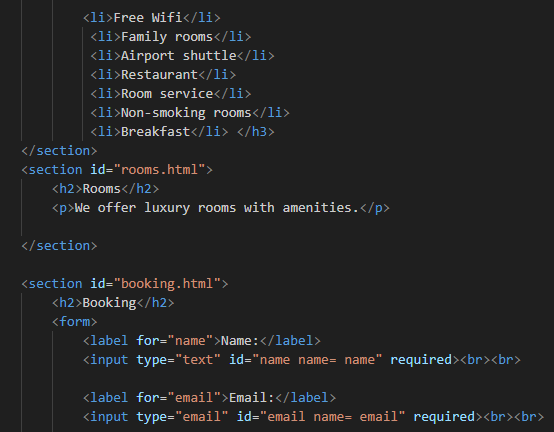 <li>Free Wifi</li>
<li>Family rooms</li>
<li>Airport shuttle</li>
<li>Restaurant</li>
<li>Room service</li>
<li>Non-smoking rooms</li>
<li>Breakfast</li> </h3>
</section>
<section id="rooms.html">
<h2>Rooms</h2>
<p>We offer luxury rooms with amenities.</p>
</section>
<section id="booking.html">
<h2>Booking</h2>
<form>
<label for="name">Name:</label>
<input type="text" id="name name= name" required><br><br>
<label for="email">Email:</label>
<input type="email" id="email name= email" required><br><br>